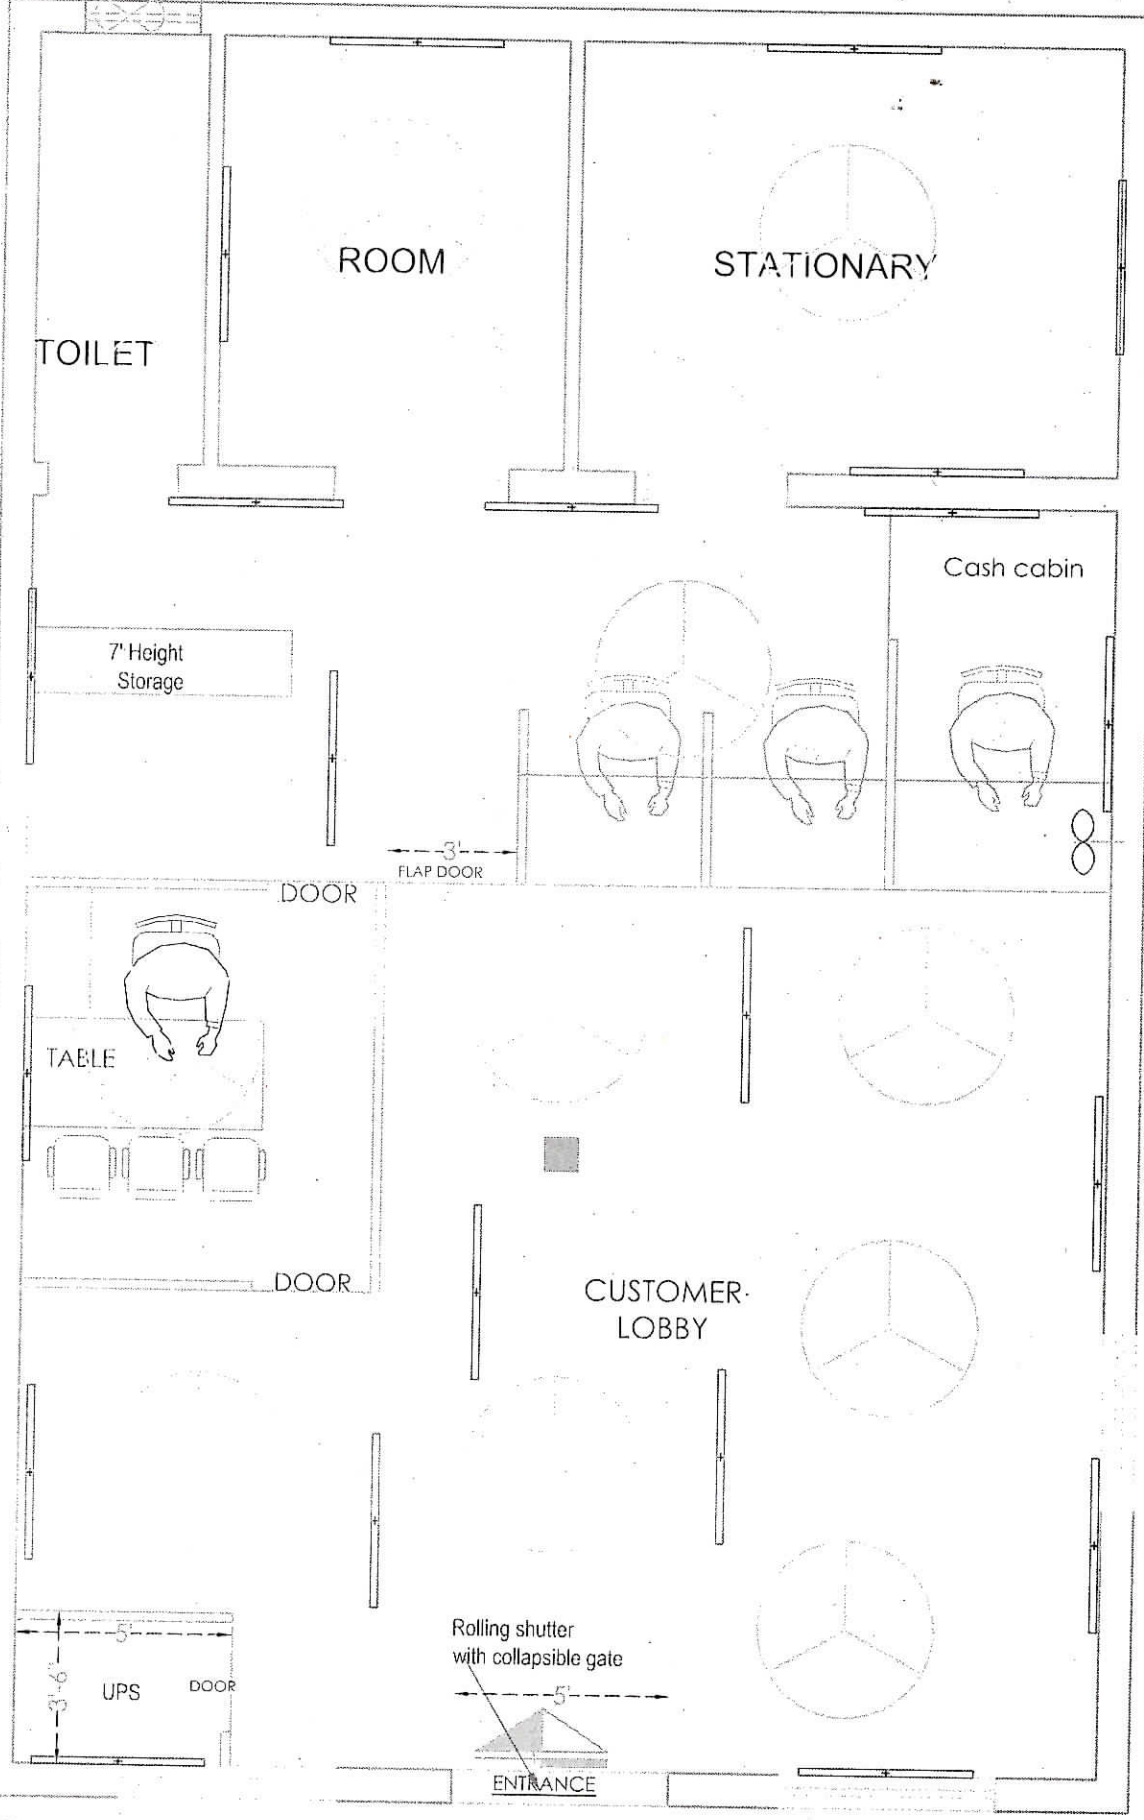 ROOM
STATIONARY
TOILET
Cash cabin
7' Height
Storage
3'
FLAP DOOR
DOOR
TABLE
DOOR
CUSTOMER
LOBBY
5'
3'-6"
UPS
DOOR
Rolling shutter
with collapsible gate
5'
ENTRANCE